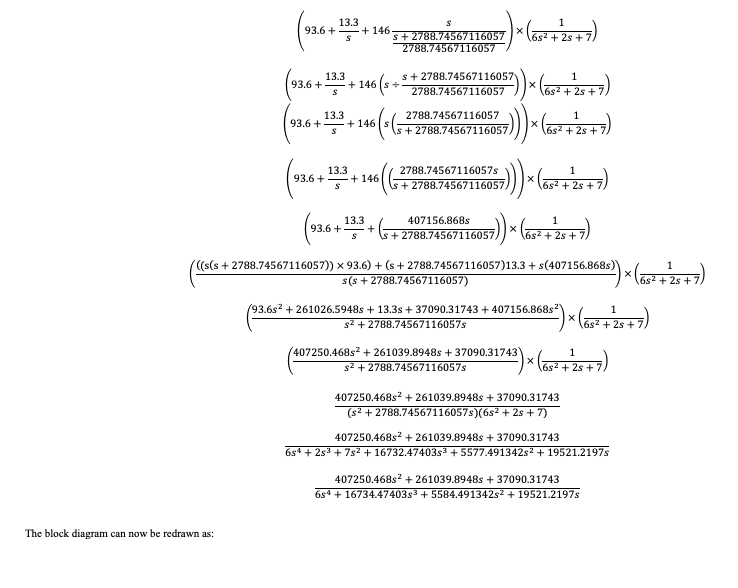 (93.6 + 13.3/s + 146 s/((s + 2788.74567116057)/2788.74567116057)) × (1/(6s² + 2s + 7))
(93.6 + 13.3/s + 146 (s ÷ (s + 2788.74567116057)/2788.74567116057)) × (1/(6s² + 2s + 7))
(93.6 + 13.3/s + 146 (s (2788.74567116057/(s + 2788.74567116057)))) × (1/(6s² + 2s + 7))
(93.6 + 13.3/s + 146 ((2788.74567116057s/(s + 2788.74567116057)))) × (1/(6s² + 2s + 7))
(93.6 + 13.3/s + (407156.868s/(s + 2788.74567116057))) × (1/(6s² + 2s + 7))
(((s(s + 2788.74567116057)) × 93.6) + (s + 2788.74567116057)13.3 + s(407156.868s))/(s(s + 2788.74567116057)) × (1/(6s² + 2s + 7))
((93.6s² + 261026.5948s + 13.3s + 37090.31743 + 407156.868s²)/(s² + 2788.74567116057s)) × (1/(6s² + 2s + 7))
((407250.468s² + 261039.8948s + 37090.31743)/(s² + 2788.74567116057s)) × (1/(6s² + 2s + 7))
(407250.468s² + 261039.8948s + 37090.31743)/((s² + 2788.74567116057s)(6s² + 2s + 7))
(407250.468s² + 261039.8948s + 37090.31743)/(6s⁴ + 2s³ + 7s² + 16732.47403s³ + 5577.491342s² + 19521.2197s)
(407250.468s² + 261039.8948s + 37090.31743)/(6s⁴ + 16734.47403s³ + 5584.491342s² + 19521.2197s)
The block diagram can now be redrawn as: